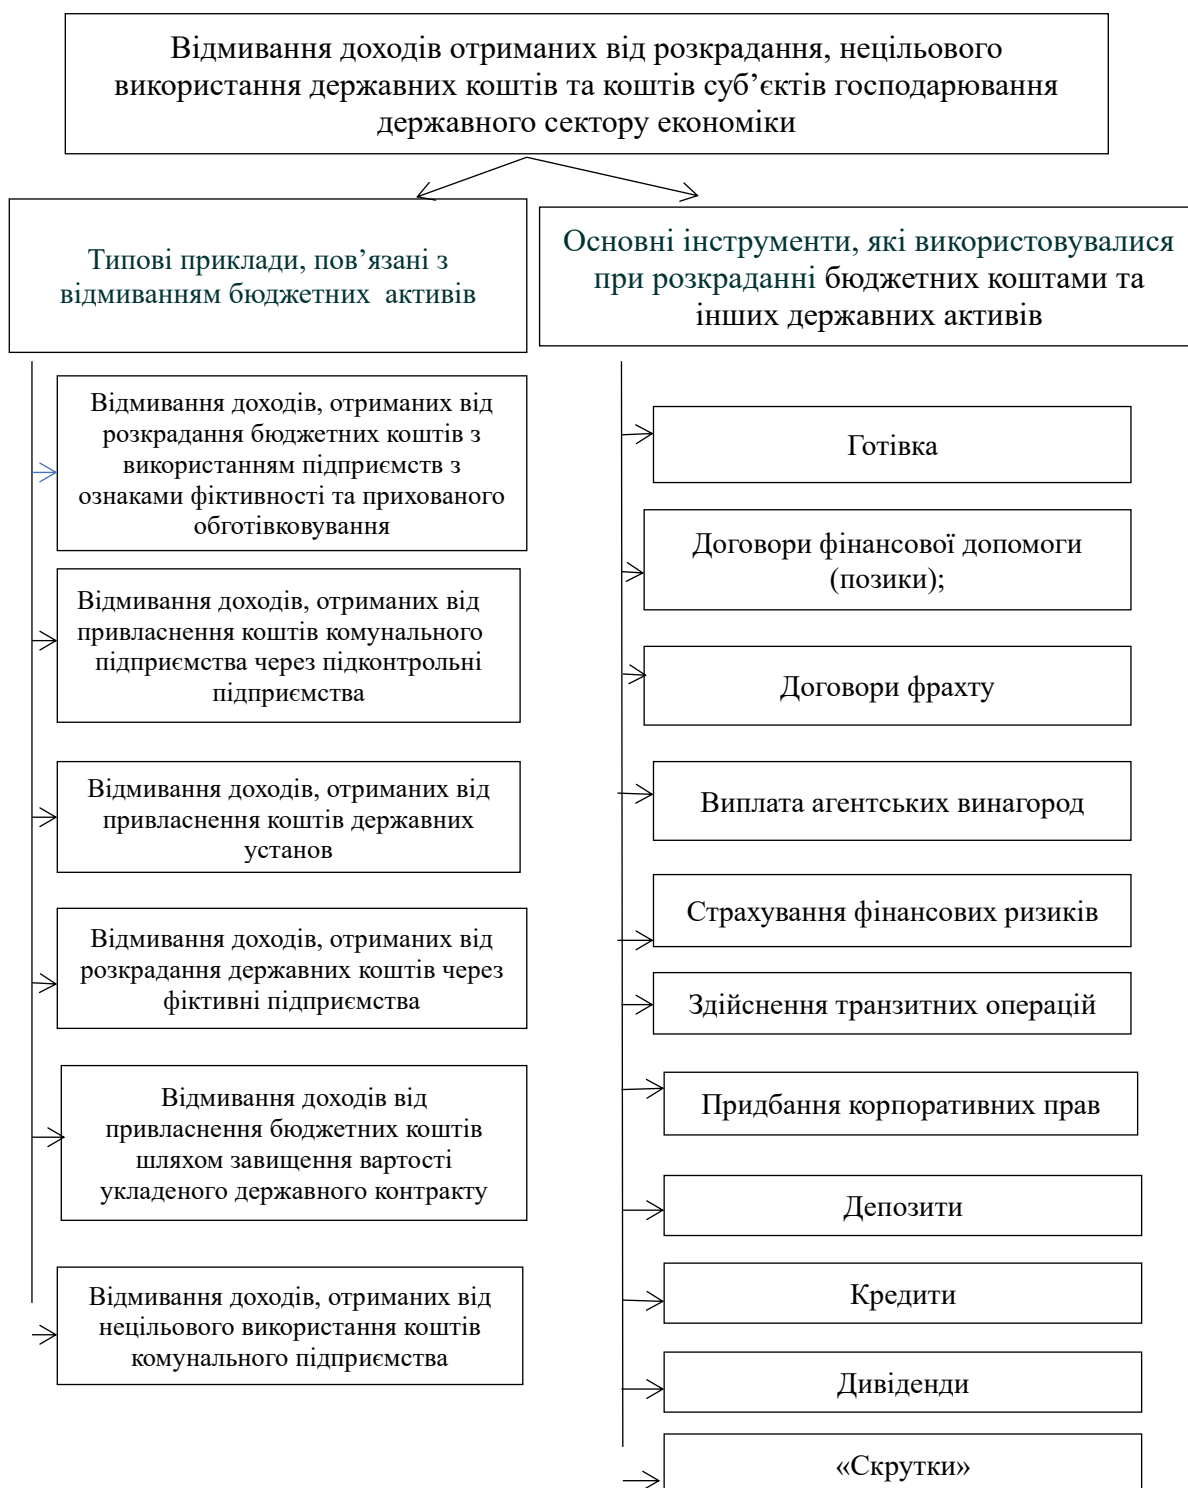 Відмивання доходів отриманих від розкрадання, нецільового
використання державних коштів та коштів суб’єктів господарювання
державного сектору економіки
Типові приклади, пов’язані з
відмиванням бюджетних активів
Основні інструменти, які використовувалися
при розкраданні бюджетних коштами та
інших державних активів
Відмивання доходів, отриманих від
розкрадання бюджетних коштів з
використанням підприємств з
ознаками фіктивності та прихованого
обготівковування
Відмивання доходів, отриманих від
привласнення коштів комунального
підприємства через підконтрольні
підприємства
Відмивання доходів, отриманих від
привласнення коштів державних
установ
Відмивання доходів, отриманих від
розкрадання державних коштів через
фіктивні підприємства
Відмивання доходів від
привласнення бюджетних коштів
шляхом завищення вартості
укладеного державного контракту
Відмивання доходів, отриманих від
нецільового використання коштів
комунального підприємства
Готівка
Договори фінансової допомоги
(позики);
Договори фрахту
Виплата агентських винагород
Страхування фінансових ризиків
Здійснення транзитних операцій
Придбання корпоративних прав
Депозити
Кредити
Дивіденди
«Скрутки»